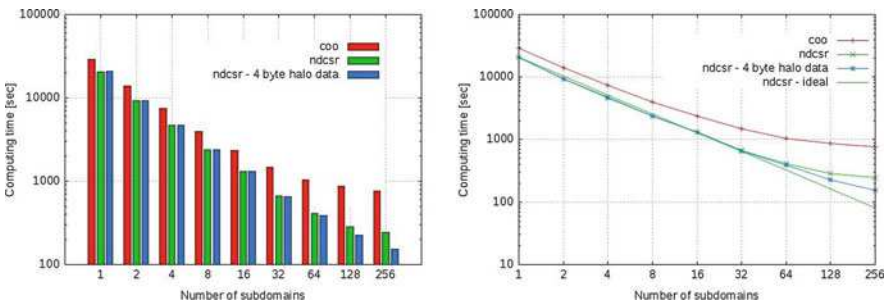 100000
10000
1000
100
Computing time [sec]
coo
ndcsr
ndcsr - 4 byte halo data
1 2 4 8 16 32 64 128 256
Number of subdomains
100000
10000
1000
100
10
Computing time [sec]
coo
ndcsr
ndcsr - 4 byte halo data
ndcsr - ideal
1 2 4 8 16 32 64 128 256
Number of subdomains